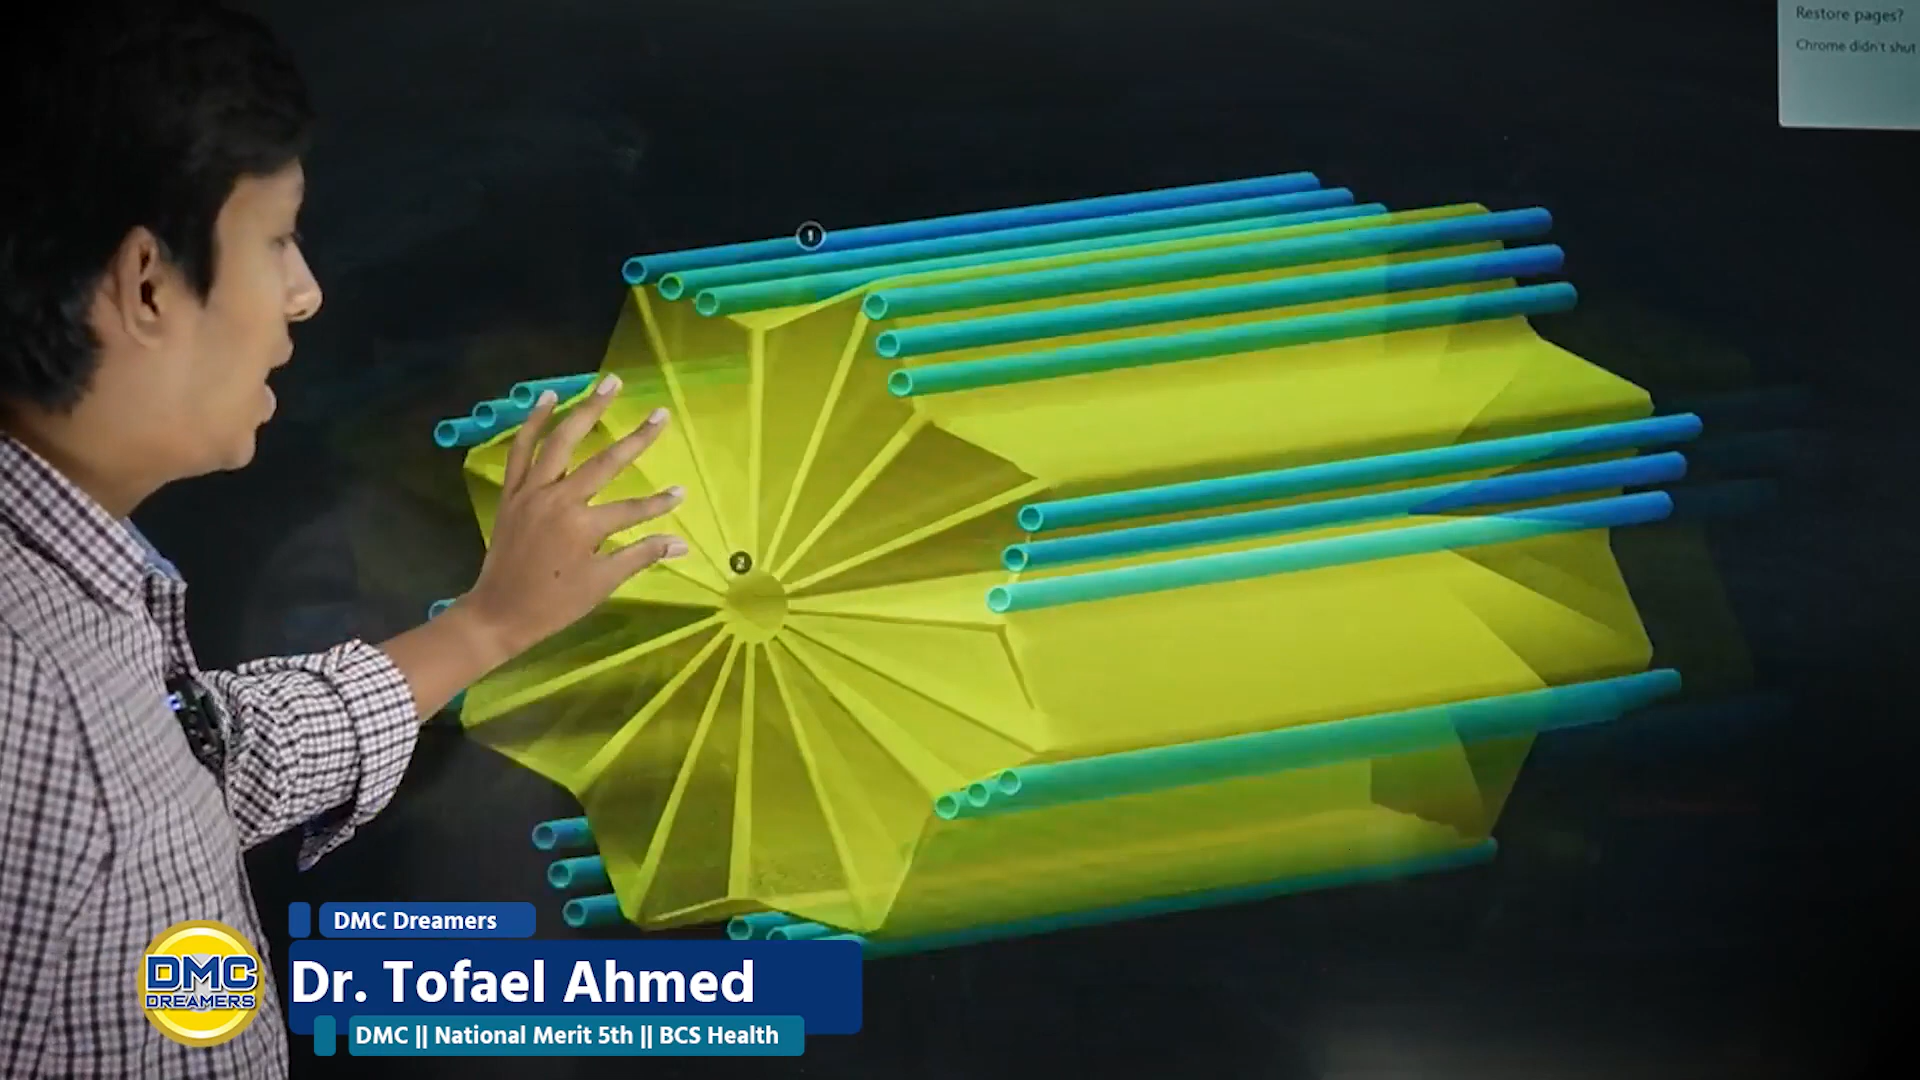 Restore pages?
Chrome didn't shut
1
2
DMC Dreamers
DMC
DREAMERS
Dr. Tofael Ahmed
DMC || National Merit 5th || BCS Health